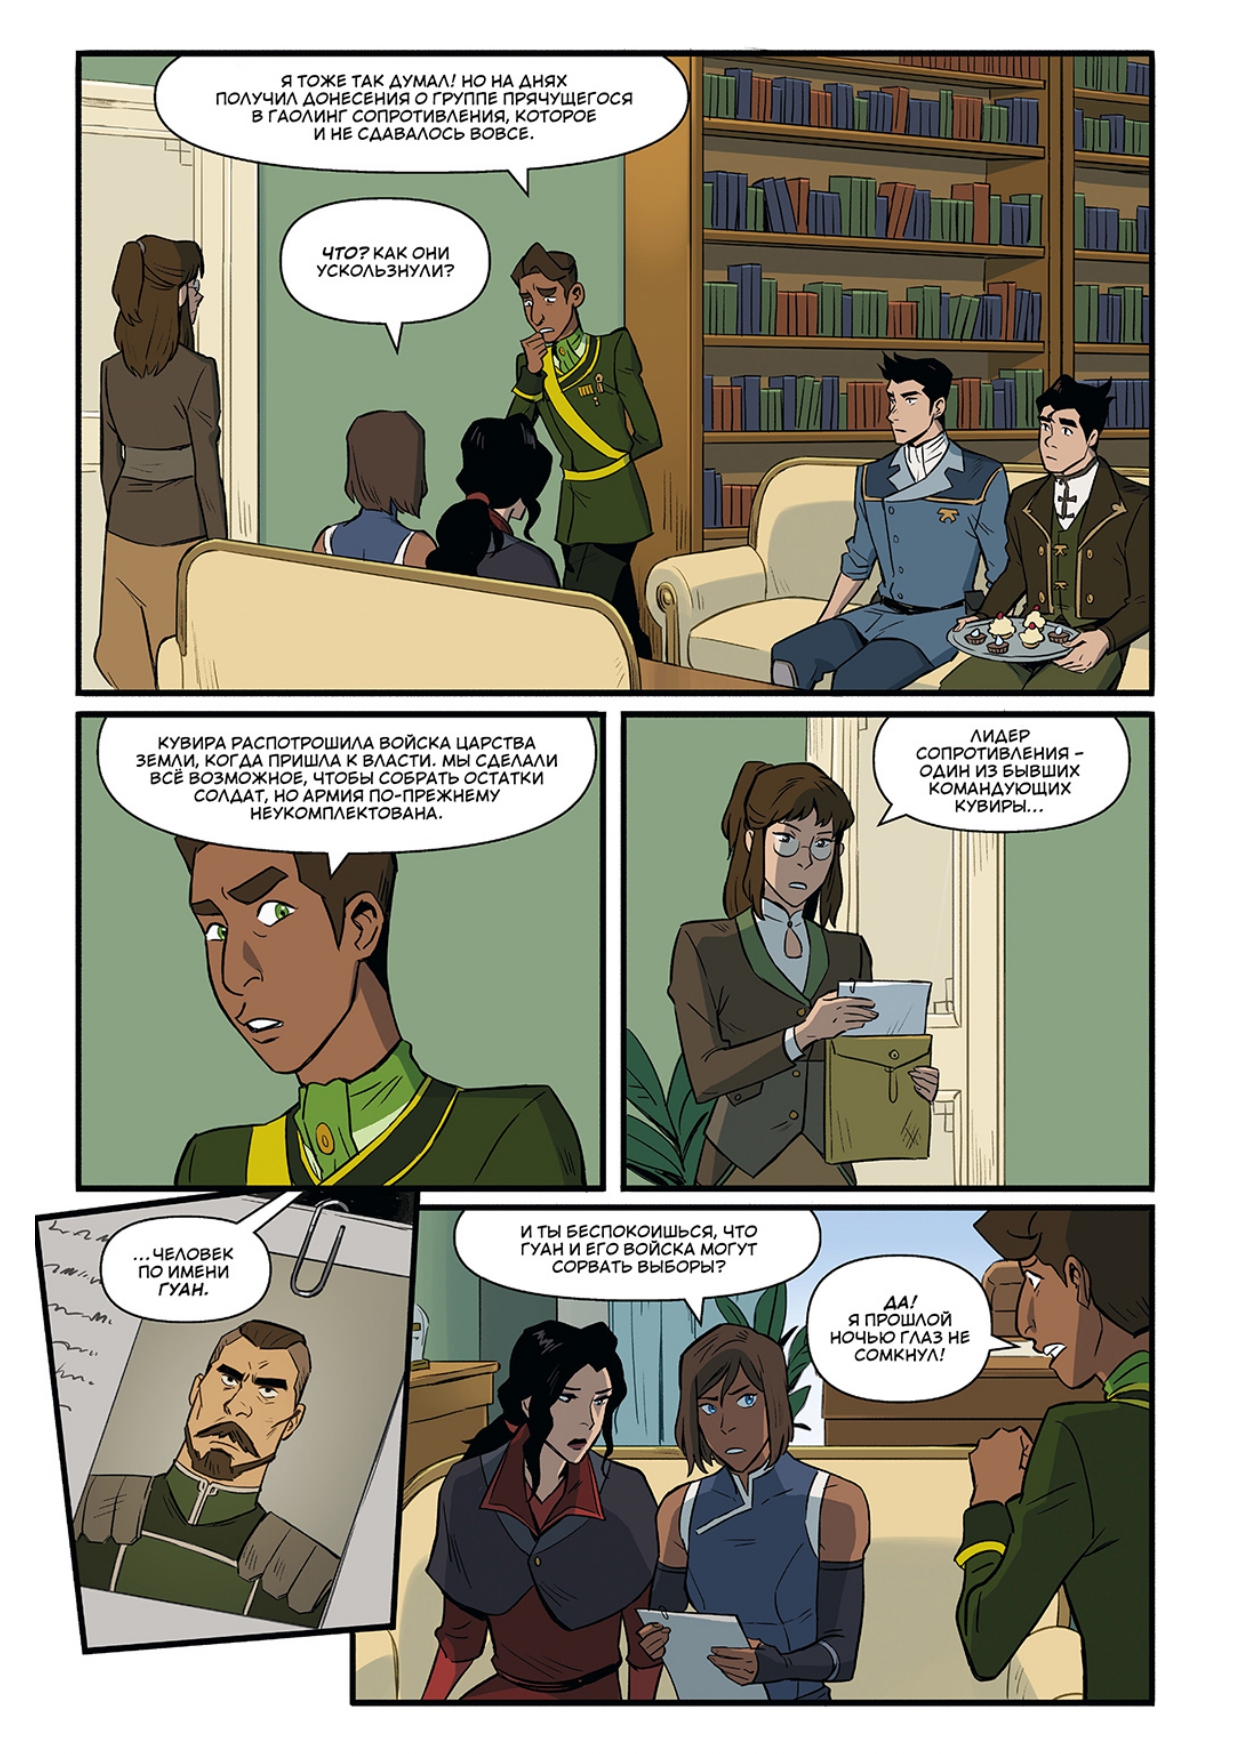 Я ТОЖЕ ТАК ДУМАЛ! НО НА ДНЯХ
ПОЛУЧИЛ ДОНЕСЕНИЯ О ГРУППЕ ПРЯЧУЩЕГОСЯ
В ГАОЛИНГ СОПРОТИВЛЕНИЯ, КОТОРОЕ
И НЕ СДАВАЛОСЬ ВОВСЕ.
ЧТО? КАК ОНИ
УСКОЛЬЗНУЛИ?
КУВИРА РАСПОТРОШИЛА ВОЙСКА ЦАРСТВА
ЗЕМЛИ, КОГДА ПРИШЛА К ВЛАСТИ. МЫ СДЕЛАЛИ
ВСЁ ВОЗМОЖНОЕ, ЧТОБЫ СОБРАТЬ ОСТАТКИ
СОЛДАТ, НО АРМИЯ ПО-ПРЕЖНЕМУ
НЕУКОМПЛЕКТОВАНА.
ЛИДЕР
СОПРОТИВЛЕНИЯ –
ОДИН ИЗ БЫВШИХ
КОМАНДУЮЩИХ
КУВИРЫ...
...ЧЕЛОВЕК
ПО ИМЕНИ
ГУАН.
И ТЫ БЕСПОКОИШЬСЯ, ЧТО
ГУАН И ЕГО ВОЙСКА МОГУТ
СОРВАТЬ ВЫБОРЫ?
ДА!
Я ПРОШЛОЙ
НОЧЬЮ ГЛАЗ НЕ
СОМКНУЛ!